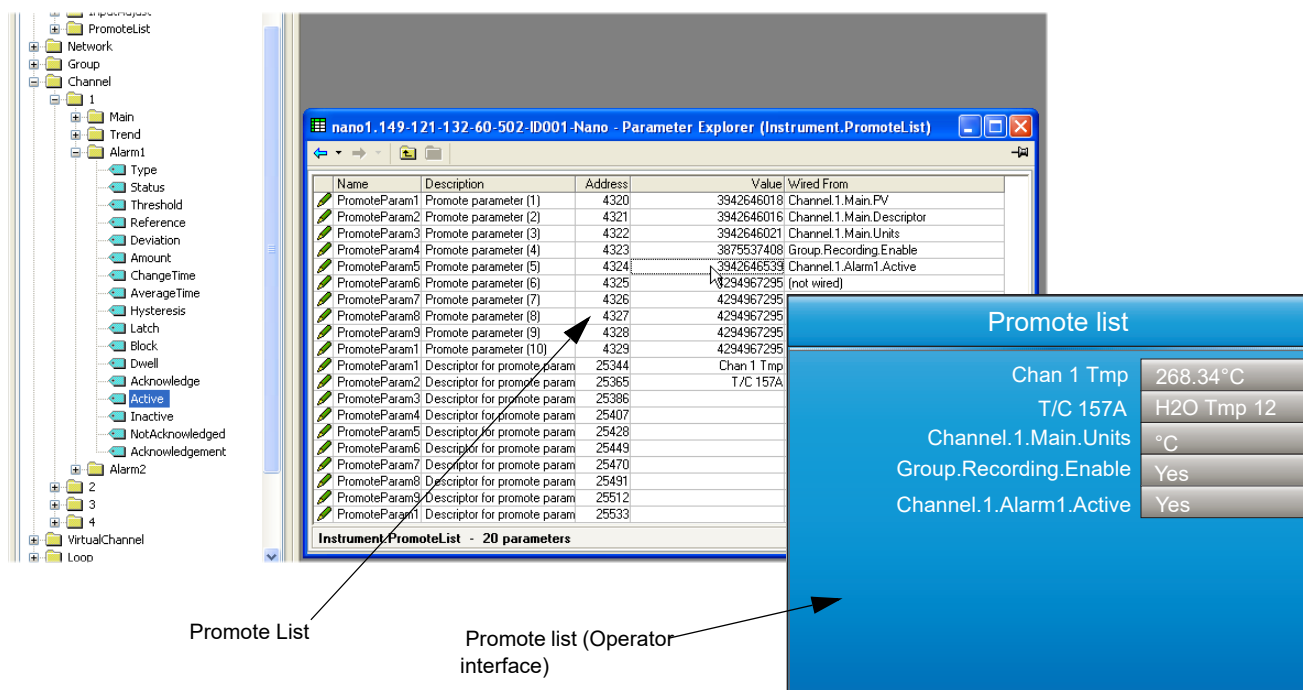 InputAdjust
PromoteList
Network
Group
Channel
1
Main
Trend
Alarm1
Type
Status
Threshold
Reference
Deviation
Amount
ChangeTime
AverageTime
Hysteresis
Latch
Block
Dwell
Acknowledge
Active
Inactive
NotAcknowledged
Acknowledgement
Alarm2
2
3
4
VirtualChannel
Loop
nano1.149-121-132-60-502-ID001-Nano - Parameter Explorer (Instrument.PromoteList)
Name Description Address Value Wired From
PromoteParam1 Promote parameter (1) 4320 3942646018 Channel.1.Main.PV
PromoteParam2 Promote parameter (2) 4321 3942646016 Channel.1.Main.Descriptor
PromoteParam3 Promote parameter (3) 4322 3942646021 Channel.1.Main.Units
PromoteParam4 Promote parameter (4) 4323 3875537408 Group.Recording.Enable
PromoteParam5 Promote parameter (5) 4324 3942646539 Channel.1.Alarm1.Active
PromoteParam6 Promote parameter (6) 4325 4294967295 (not wired)
PromoteParam7 Promote parameter (7) 4326 4294967295
PromoteParam8 Promote parameter (8) 4327 4294967295
PromoteParam9 Promote parameter (9) 4328 4294967295
PromoteParam1 Promote parameter (10) 4329 4294967295
PromoteParam1 Descriptor for promote param 25344 Chan 1 Tmp
PromoteParam2 Descriptor for promote param 25365 T/C 157A
PromoteParam3 Descriptor for promote param 25386
PromoteParam4 Descriptor for promote param 25407
PromoteParam5 Descriptor for promote param 25428
PromoteParam6 Descriptor for promote param 25449
PromoteParam7 Descriptor for promote param 25470
PromoteParam8 Descriptor for promote param 25491
PromoteParam9 Descriptor for promote param 25512
PromoteParam1 Descriptor for promote param 25533
Instrument.PromoteList - 20 parameters
Promote list
Chan 1 Tmp 268.34°C
T/C 157A H2O Tmp 12
Channel.1.Main.Units °C
Group.Recording.Enable Yes
Channel.1.Alarm1.Active Yes
Promote List
Promote list (Operator
interface)